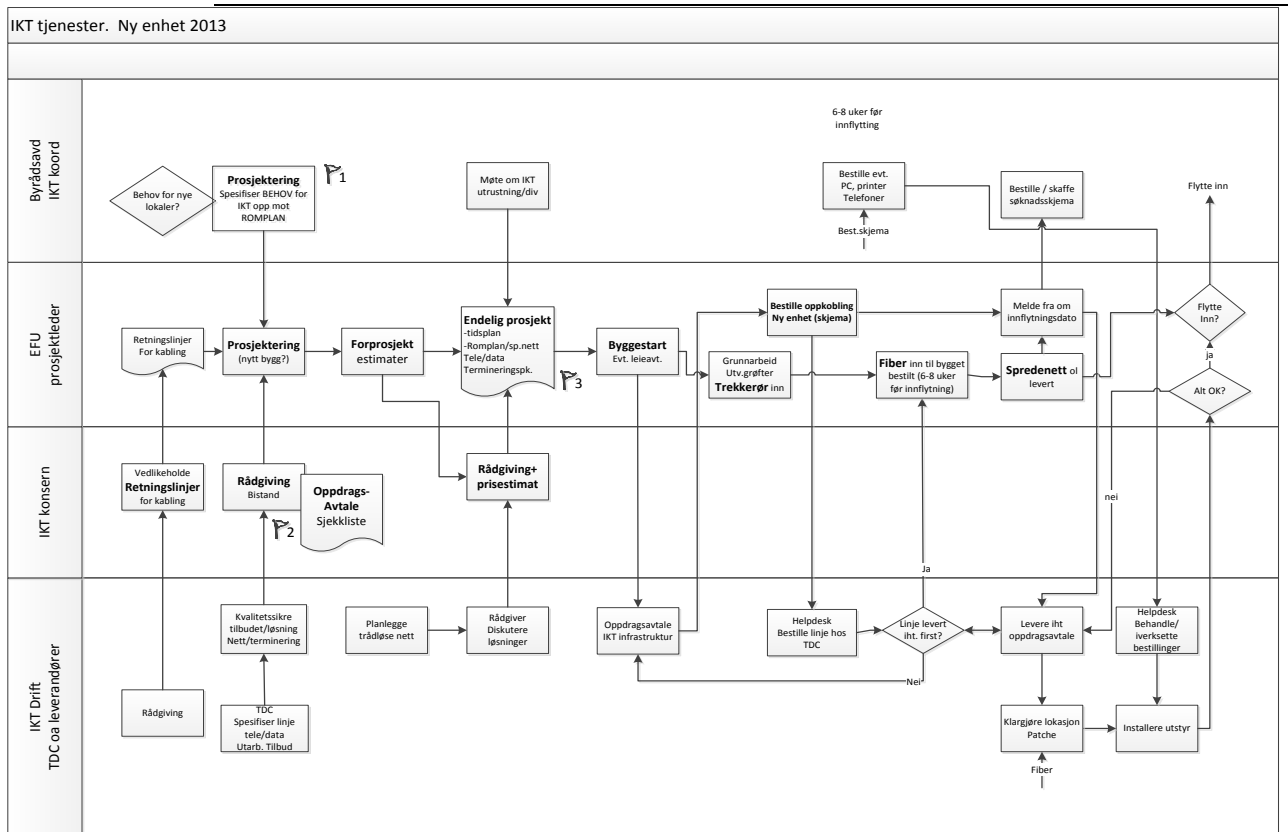 IKT tjenester.  Ny enhet 2013
Byrådsavd
IKT koord
6-8 uker før
innflytting
Behov for nye
lokaler?
Prosjektering
Spesifiser BEHOV for
IKT opp mot
ROMPLAN
1
Møte om IKT
utrustning/div
Bestille evt.
PC, printer
Telefoner
Best.skjema
Bestille / skaffe
søknadsskjema
Flytte inn
EFU
prosjektleder
Retningslinjer
For kabling
Prosjektering
(nytt bygg?)
Forprosjekt
estimater
Endelig prosjekt
-tidsplan
-Romplan/sp.nett
Tele/data
Termineringspk.
3
Byggestart
Evt. leieavt.
Grunnarbeid
Utv.grøfter
Trekkerør inn
Bestille oppkobling
Ny enhet (skjema)
Fiber inn til bygget
bestilt (6-8 uker
før innflytning)
Melde fra om
innflytningsdato
Spredenett ol
levert
Flytte
Inn?
ja
Alt OK?
nei
IKT konsern
Vedlikeholde
Retningslinjer
for kabling
Rådgiving
Bistand
2
Oppdrags-
Avtale
Sjekkliste
Rådgiving+
prisestimat
Ja
IKT Drift
TDC oa leverandører
Rådgiving
Kvalitetssikre
tilbudet/løsning
Nett/terminering
TDC
Spesifiser linje
tele/data
Utarb. Tilbud
Planlegge
trådløse nett
Rådgiver
Diskutere
løsninger
Oppdragsavtale
IKT infrastruktur
Helpdesk
Bestille linje hos
TDC
Linje levert
iht. first?
Nei
Levere iht
oppdragsavtale
Helpdesk
Behandle/
iverksette
bestillinger
Klargjøre lokasjon
Patche
Fiber
Installere utstyr